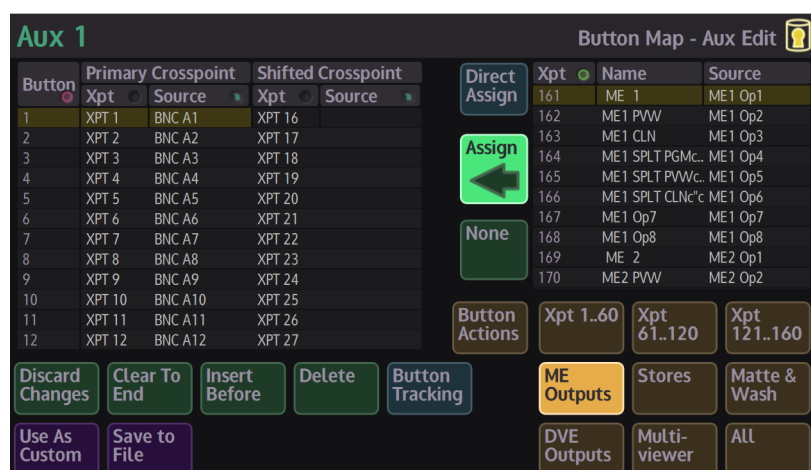 Aux 1
Button Map - Aux Edit
Button Primary Crosspoint Shifted Crosspoint
Xpt Source Xpt Source
1 XPT 1 BNC A1 XPT 16
2 XPT 2 BNC A2 XPT 17
3 XPT 3 BNC A3 XPT 18
4 XPT 4 BNC A4 XPT 19
5 XPT 5 BNC A5 XPT 20
6 XPT 6 BNC A6 XPT 21
7 XPT 7 BNC A7 XPT 22
8 XPT 8 BNC A8 XPT 23
9 XPT 9 BNC A9 XPT 24
10 XPT 10 BNC A10 XPT 25
11 XPT 11 BNC A11 XPT 26
12 XPT 12 BNC A12 XPT 27
Direct
Assign
Assign
None
Xpt Name Source
161 ME 1 ME1 Op1
162 ME1 PVW ME1 Op2
163 ME1 CLN ME1 Op3
164 ME1 SPLT PGMc.. ME1 Op4
165 ME1 SPLT PVWc.. ME1 Op5
166 ME1 SPLT CLNc"c ME1 Op6
167 ME1 Op7 ME1 Op7
168 ME1 Op8 ME1 Op8
169 ME 2 ME2 Op1
170 ME2 PVW ME2 Op2
Button
Actions
Xpt 1..60
Xpt
61..120
Xpt
121..160
Discard
Changes
Clear To
End
Insert
Before
Delete
Button
Tracking
ME
Outputs
Stores
Matte &
Wash
Use As
Custom
Save to
File
DVE
Outputs
Multi-
viewer
All